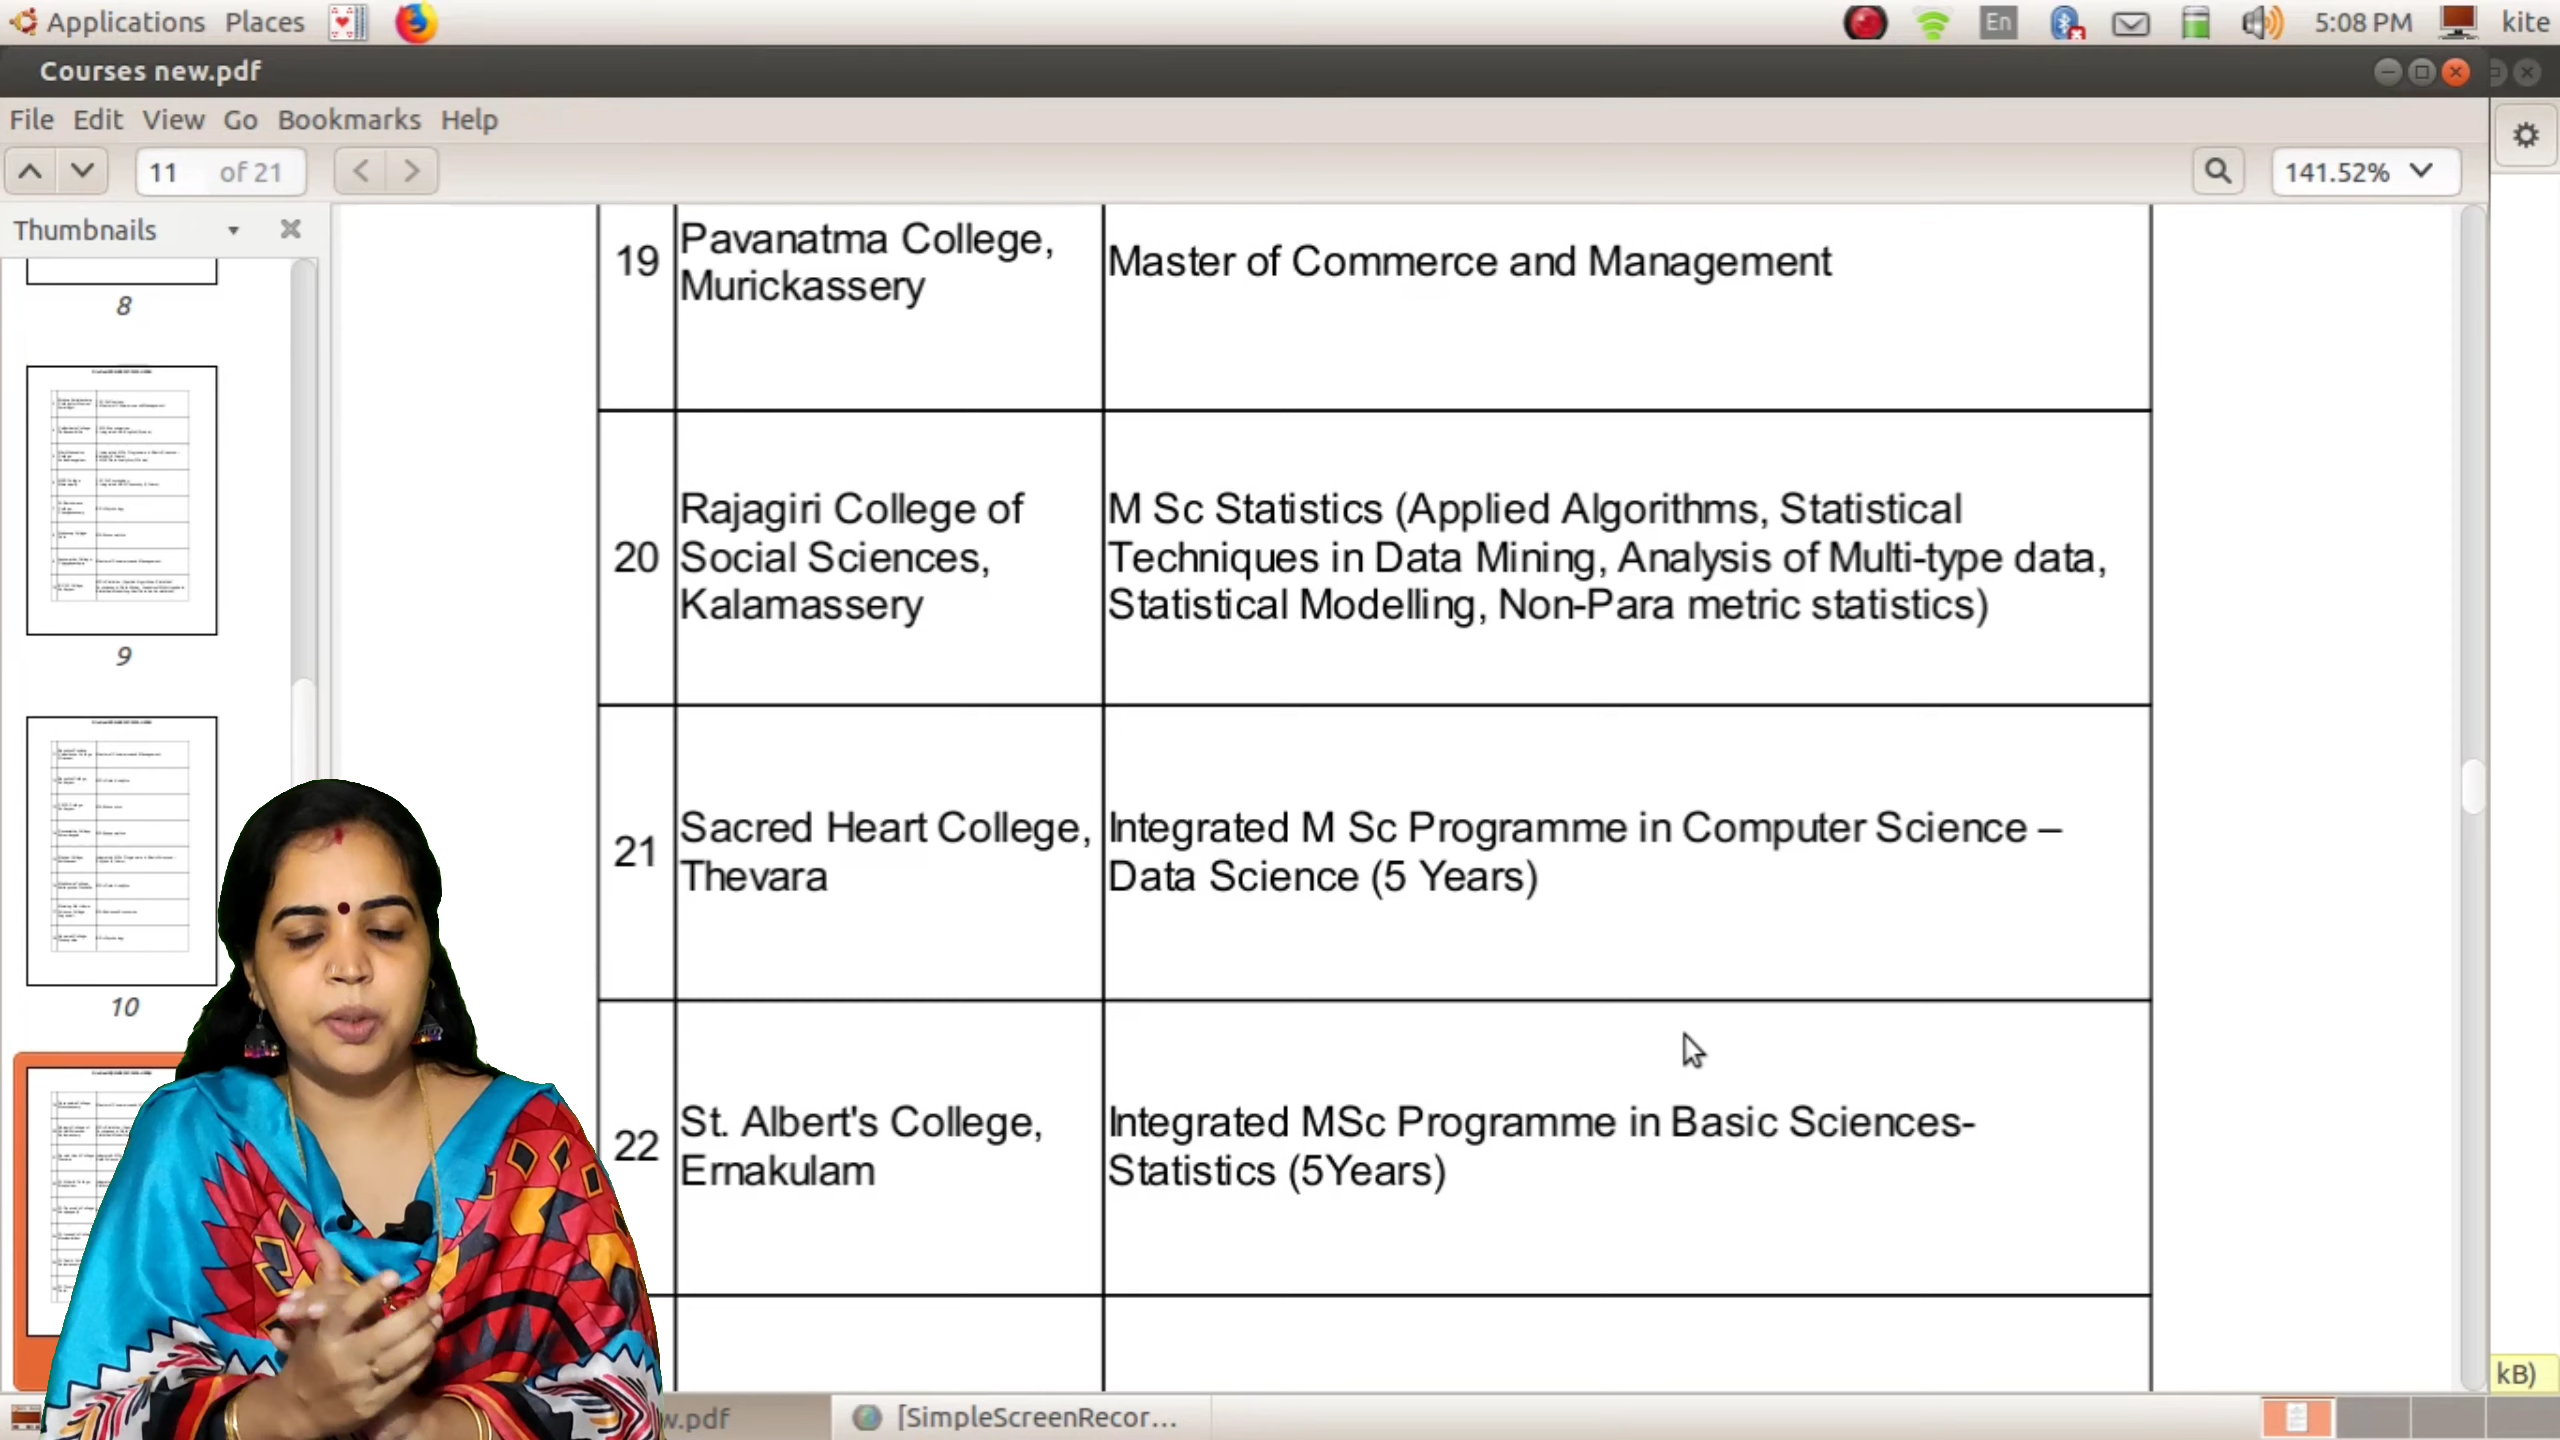 Applications Places
En 5:08 PM kite
Courses new.pdf
File Edit View Go Bookmarks Help
11 of 21
141.52%
Thumbnails
8
9
10
19 Pavanatma College, Murickassery
Master of Commerce and Management
20
Rajagiri College of
Social Sciences,
Kalamassery
M Sc Statistics (Applied Algorithms, Statistical
Techniques in Data Mining, Analysis of Multi-type data,
Statistical Modelling, Non-Para metric statistics)
21
Sacred Heart College,
Thevara
Integrated M Sc Programme in Computer Science –
Data Science (5 Years)
22
St. Albert's College,
Ernakulam
Integrated MSc Programme in Basic Sciences-
Statistics (5Years)
kB)
w.pdf
[SimpleScreenRecor...